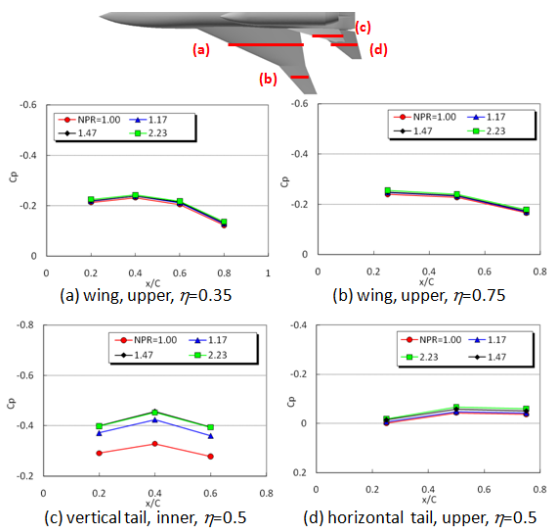 (a)
(b)
(c)
(d)
-0.6
-0.4
-0.2
0
Cp
NPR=1.00
1.17
1.47
2.23
0
0.2
0.4
0.6
0.8
1
x/C
(a) wing, upper, η=0.35
-0.6
-0.4
-0.2
0
NPR=1.00
1.17
1.47
2.23
0
0.2
0.4
0.6
0.8
x/C
(b) wing, upper, η=0.75
-0.8
-0.6
-0.4
-0.2
Cp
NPR=1.00
1.17
1.47
2.23
0
0.2
0.4
0.6
0.8
x/C
(c) vertical tail, inner, η=0.5
-0.4
-0.2
0
0.2
NPR=1.00
1.17
2.23
1.47
0
0.2
0.4
0.6
0.8
x/C
(d) horizontal tail, upper, η=0.5